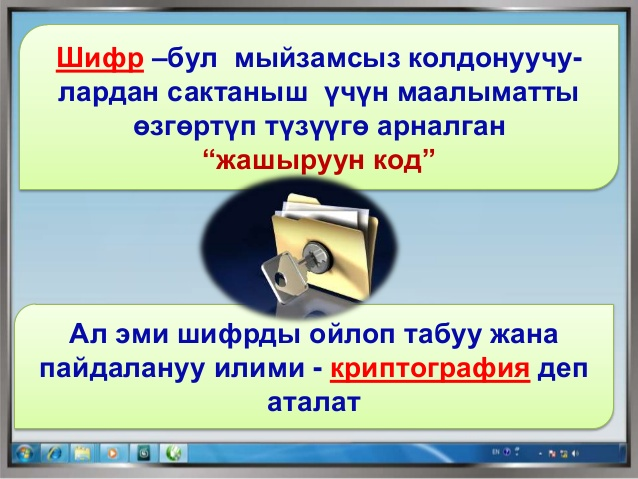 Шифр –бул мыйзамсыз колдонуучу-
лардан сактаныш үчүн маалыматты
өзгөртүп түзүүгө арналган
“жашыруун код”
Ал эми шифрды ойлоп табуу жана
пайдалануу илими - криптография деп
аталат
EN